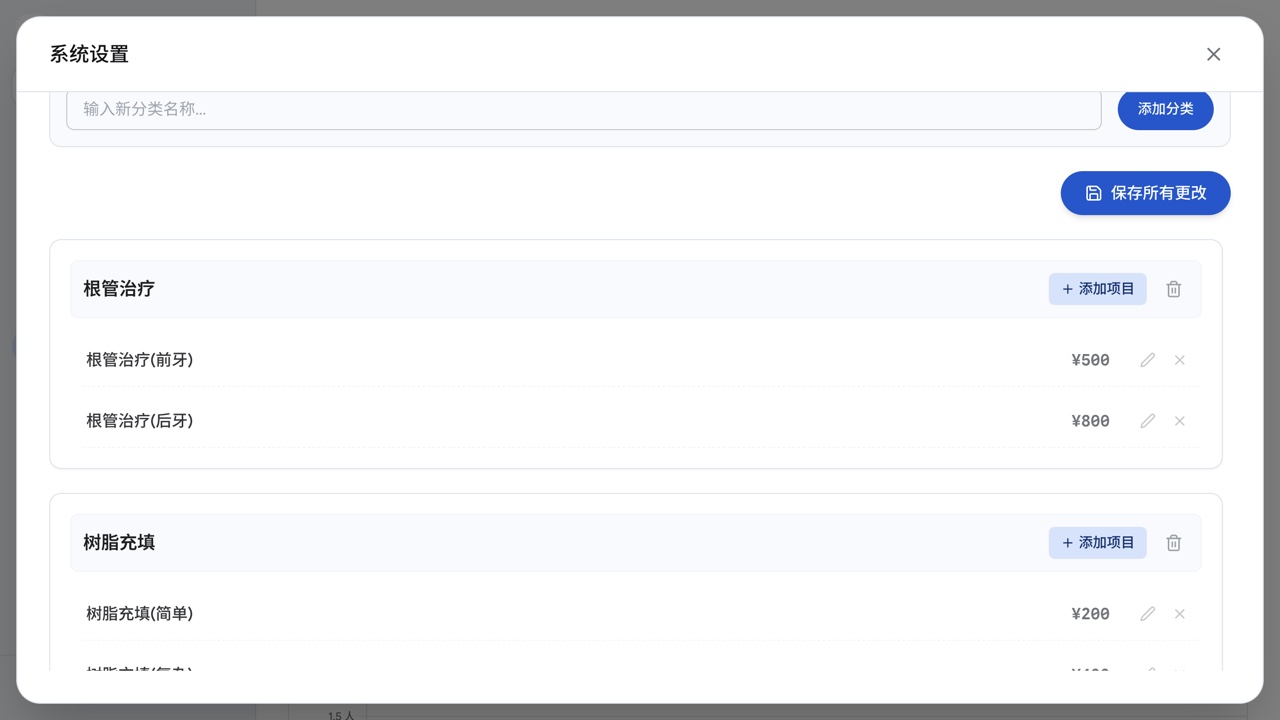 系统设置
输入新分类名称...
添加分类
保存所有更改
根管治疗
+ 添加项目
根管治疗(前牙)
¥500
根管治疗(后牙)
¥800
树脂充填
+ 添加项目
树脂充填(简单)
¥200
1.5 人